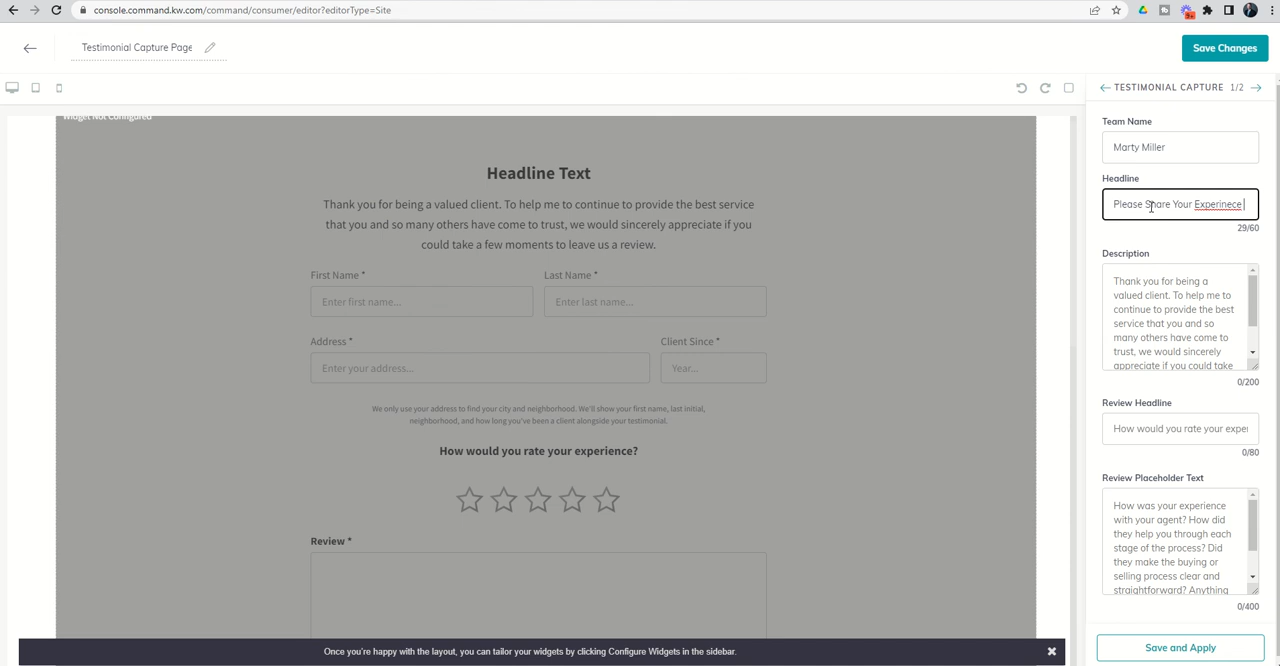 console.command.kw.com/command/consumer/editor?editorType=Site
9+
Testimonial Capture Page
Save Changes
TESTIMONIAL CAPTURE 1/2
Widget Not Configured
Team Name
Marty Miller
Headline
Please Share Your Experinece
29/60
Description
Thank you for being a
valued client. To help me to
continue to provide the best
service that you and so
many others have come to
trust, we would sincerely
appreciate if you could take
0/200
Review Headline
How would you rate your exper
0/80
Review Placeholder Text
How was your experience
with your agent? How did
they help you through each
stage of the process? Did
they make the buying or
selling process clear and
straightforward? Anything
0/400
Save and Apply
Headline Text
Thank you for being a valued client. To help me to continue to provide the best service
that you and so many others have come to trust, we would sincerely appreciate if you
could take a few moments to leave us a review.
First Name *
Last Name *
Enter first name...
Enter last name...
Address *
Client Since *
Enter your address...
Year...
We only use your address to find your city and neighborhood. We'll show your first name, last initial,
neighborhood, and how long you've been a client alongside your testimonial.
How would you rate your experience?
Review *
Once you're happy with the layout, you can tailor your widgets by clicking Configure Widgets in the sidebar.